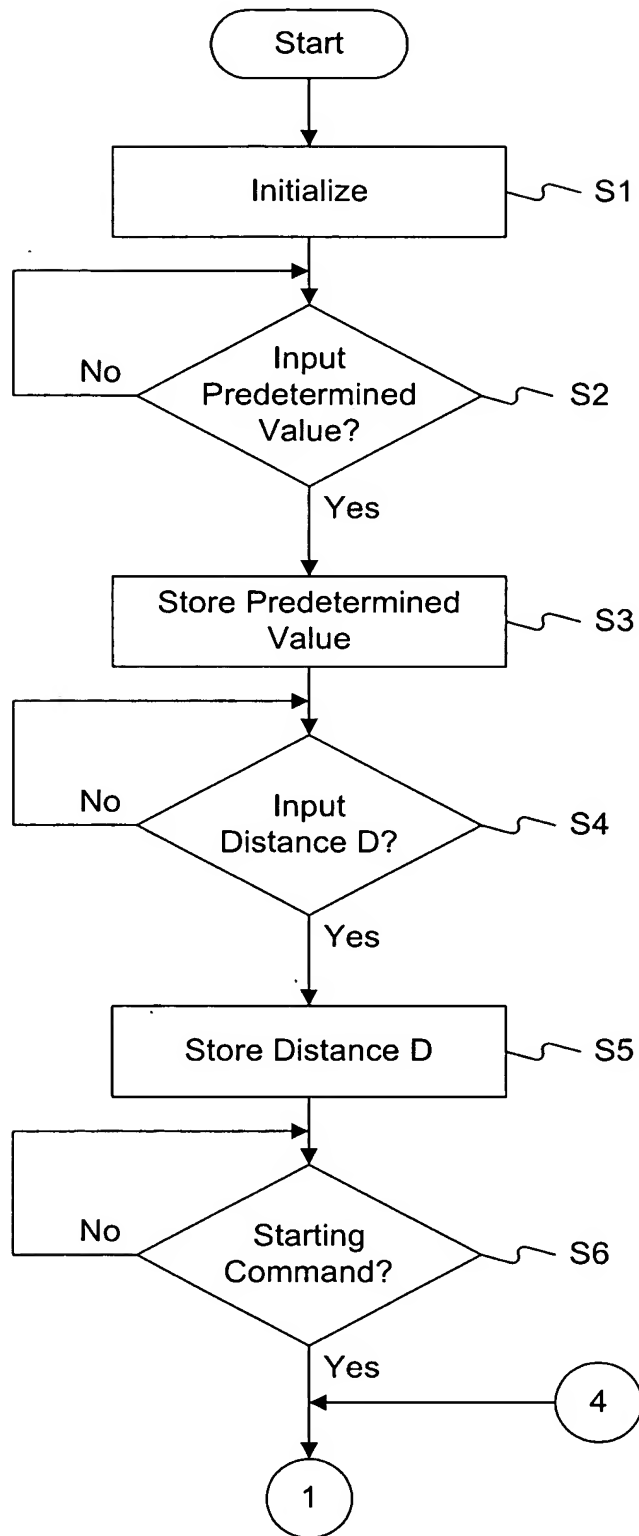 Start
Initialize
S1
No
Input
Predetermined
Value?
S2
Yes
Store Predetermined
Value
S3
No
Input
Distance D?
S4
Yes
Store Distance D
S5
No
Starting
Command?
S6
Yes
4
1